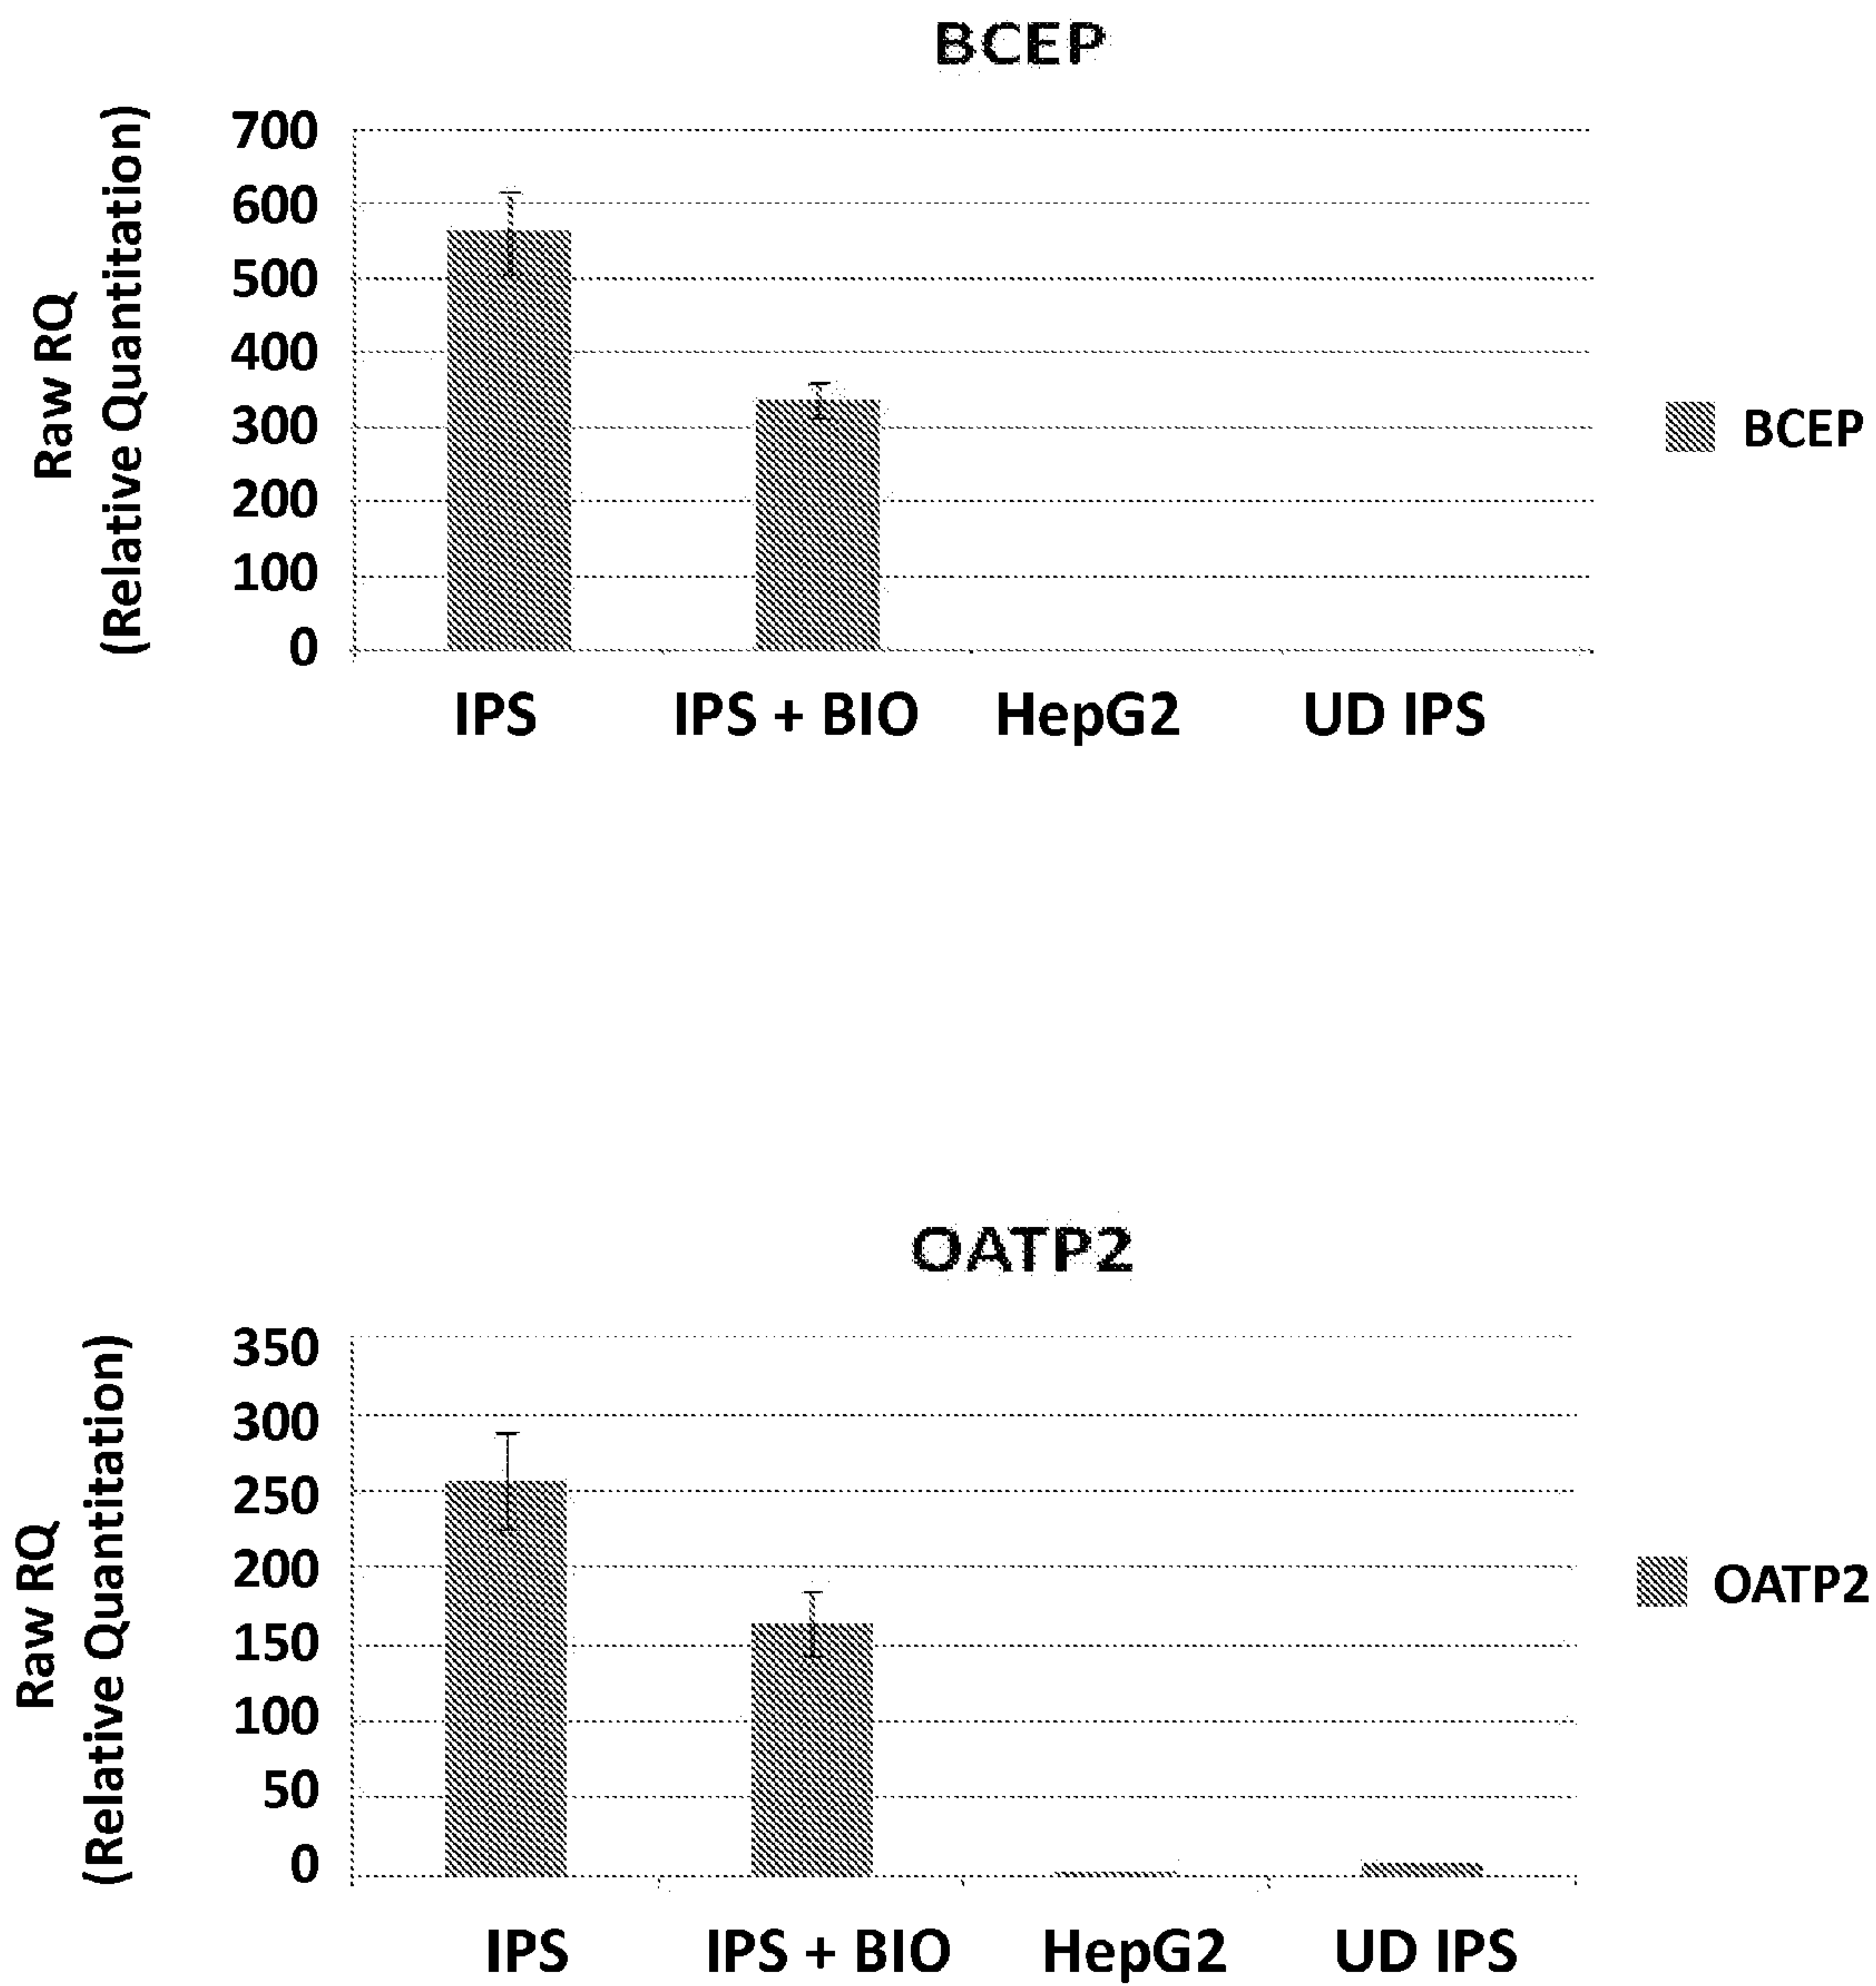 BCEP
Raw RQ
(Relative Quantitation)
700
600
500
400
300
200
100
0
IPS IPS + BIO HepG2 UD IPS
BCEP
OATP2
Raw RQ
(Relative Quantitation)
350
300
250
200
150
100
50
0
IPS IPS + BIO HepG2 UD IPS
OATP2